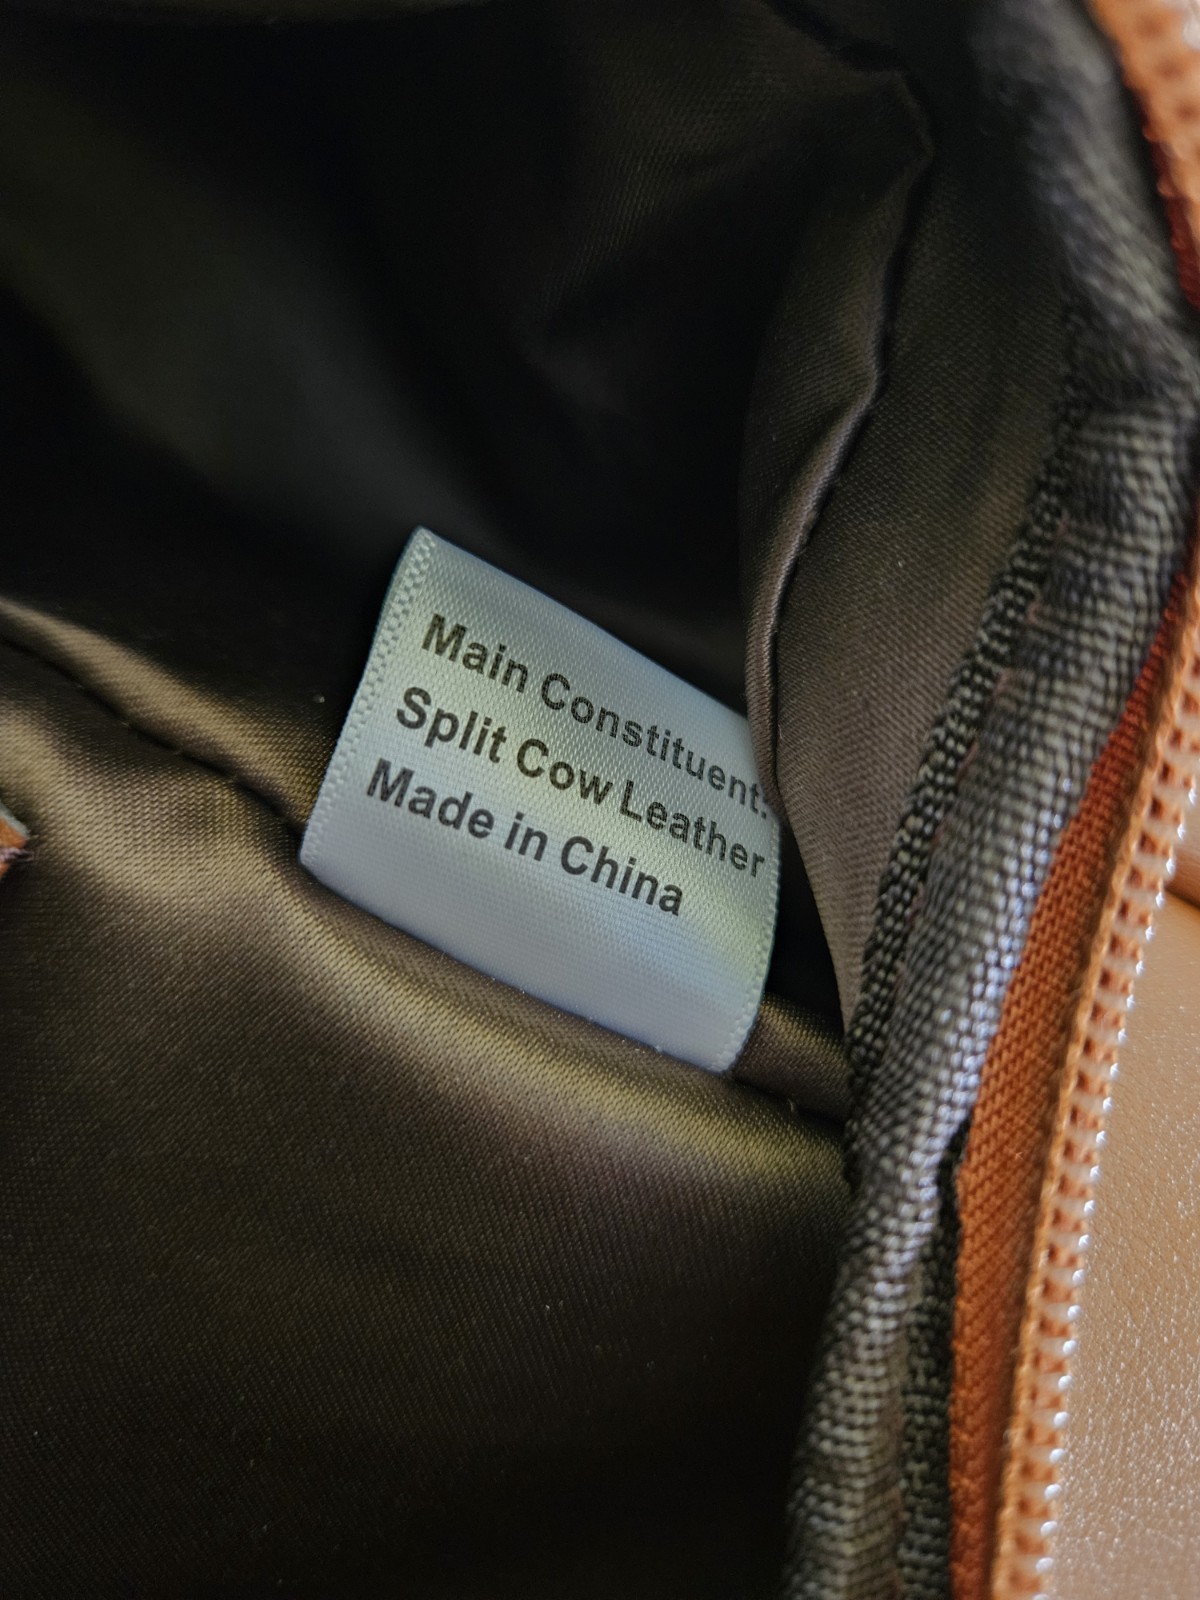 Main Constituent:
Split Cow Leather
Made in China